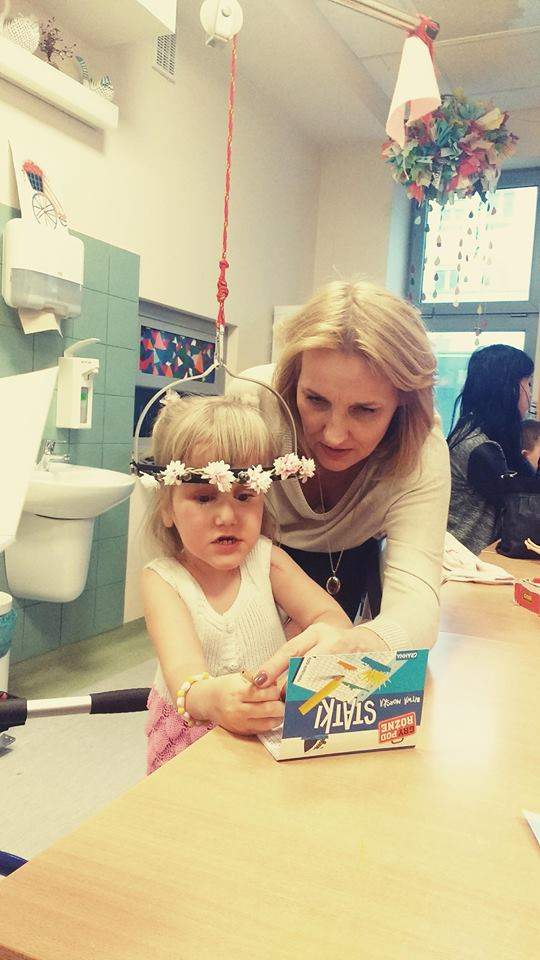 GRY POD
RÓŻNE
STATKI
BITWA MORSKA
GRANNA